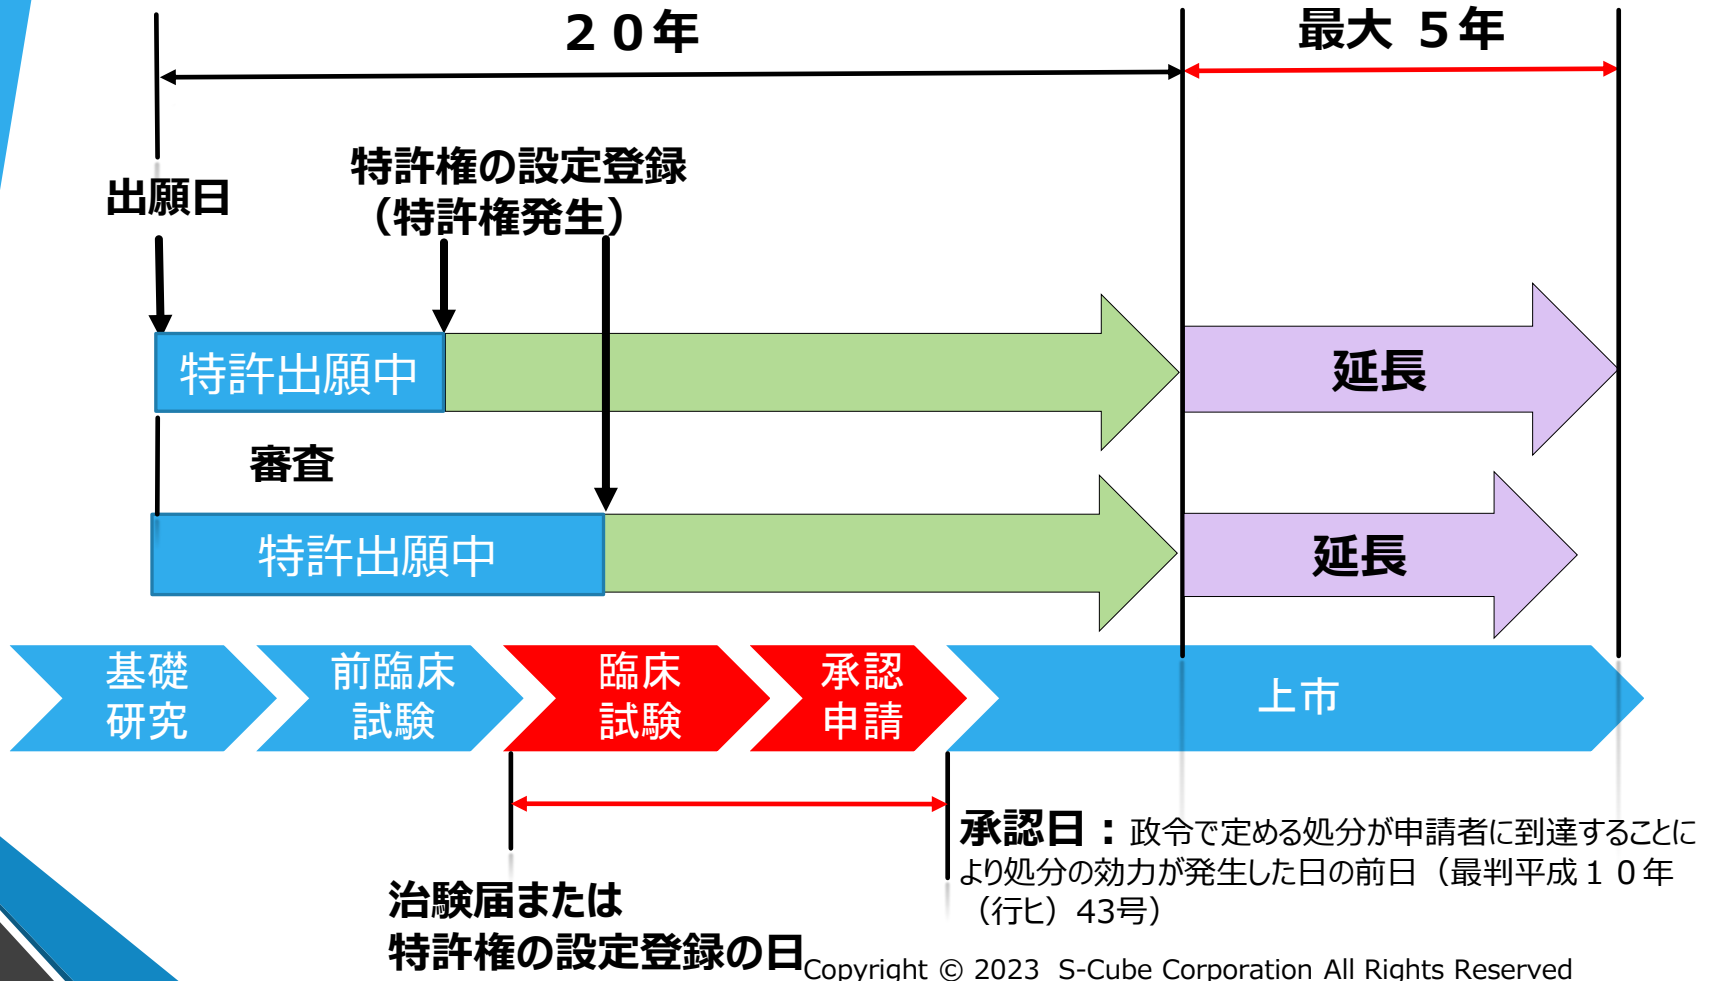 ２０年
最大 ５年
特許権の設定登録
（特許権発生）
出願日
特許出願中
延長
審査
特許出願中
延長
基礎
研究
前臨床
試験
臨床
試験
承認
申請
上市
承認日：政令で定める処分が申請者に到達することに
より処分の効力が発生した日の前日（最判平成１０年
（行ヒ）43号）
治験届または
特許権の設定登録の日
Copyright © 2023 S-Cube Corporation All Rights Reserved